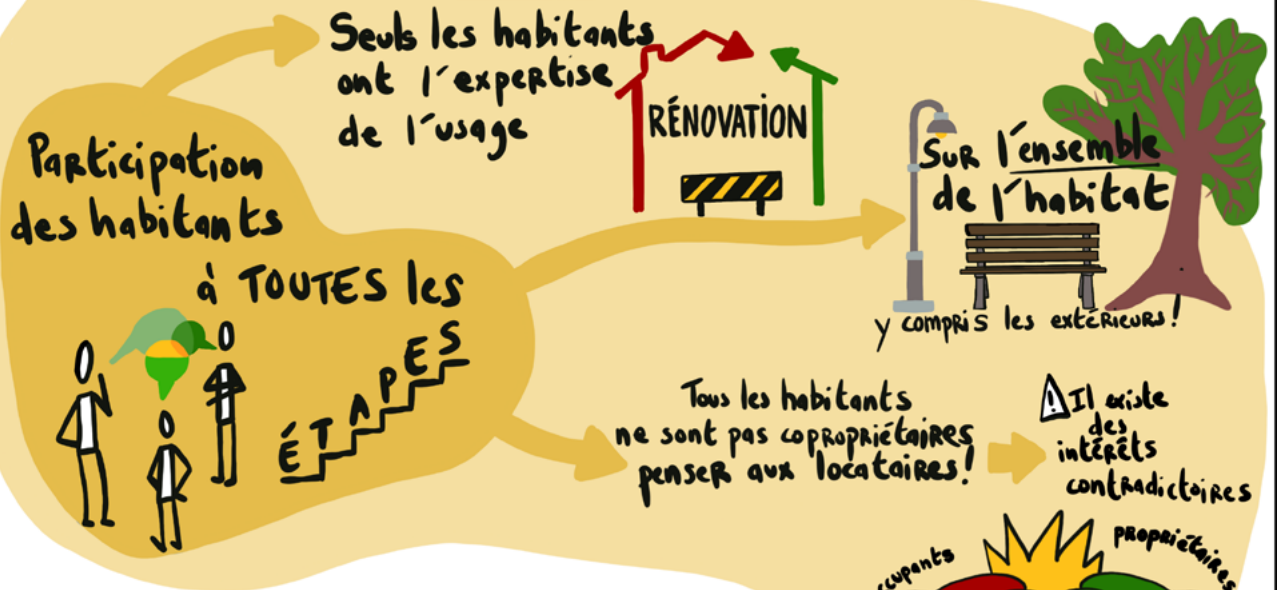 Participation
des habitants
à TOUTES les
ÉTAPES
Seuls les habitants
ont l'expertise
de l'usage
RÉNOVATION
Sur l'ensemble
de l'habitat
y compris les extérieurs!
Tous les habitants
ne sont pas copropriétaires
penser aux locataires!
! Il existe
des
intérêts
contradictoires
propriétaires